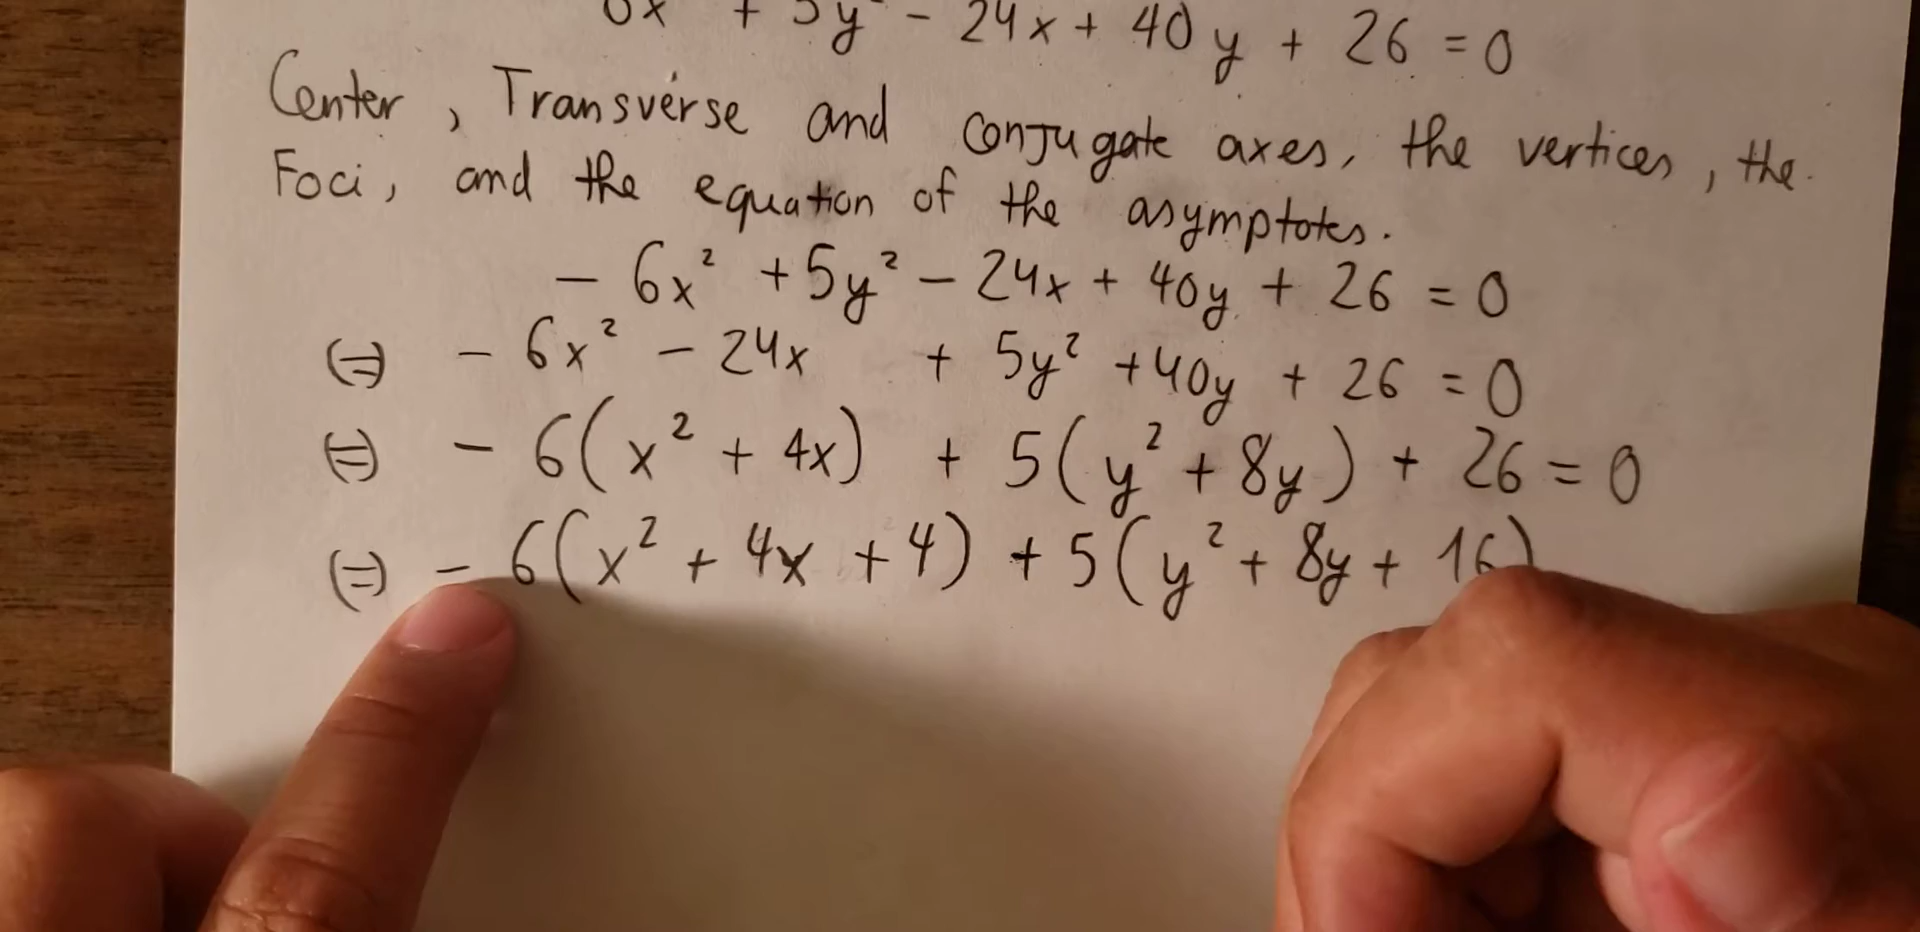 6x + 5y² - 24x + 40y + 26 = 0
Center, Transverse and conjugate axes, the vertices, the
Foci, and the equation of the asymptotes.
- 6x² + 5y² - 24x + 40y + 26 = 0
(=) - 6x² - 24x + 5y² + 40y + 26 = 0
(=) - 6(x² + 4x) + 5(y² + 8y) + 26 = 0
(=) - 6(x² + 4x + 4) + 5(y² + 8y + 16)